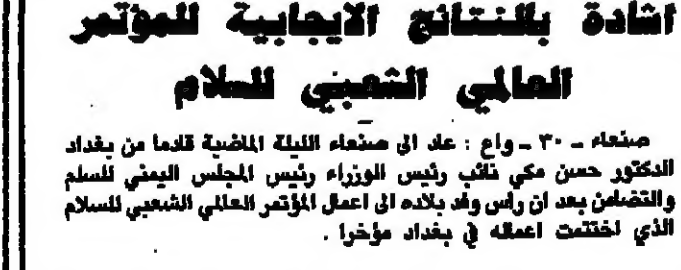 اشادة بالنتائج الايجابية للمؤتمر
العالمي الشعبي للسلام
صنعاء ـ ٣٠ ـ واع : عاد الى صنعاء الليلة الماضية قادما من بغداد
الدكتور حسن مكي نائب رئيس الوزراء رئيس المجلس اليمني للسلم
والتضامن بعد ان راس وفد بلاده الى اعمال المؤتمر العالمي الشعبي للسلام
الذي اختتمت اعماله في بغداد مؤخرا .